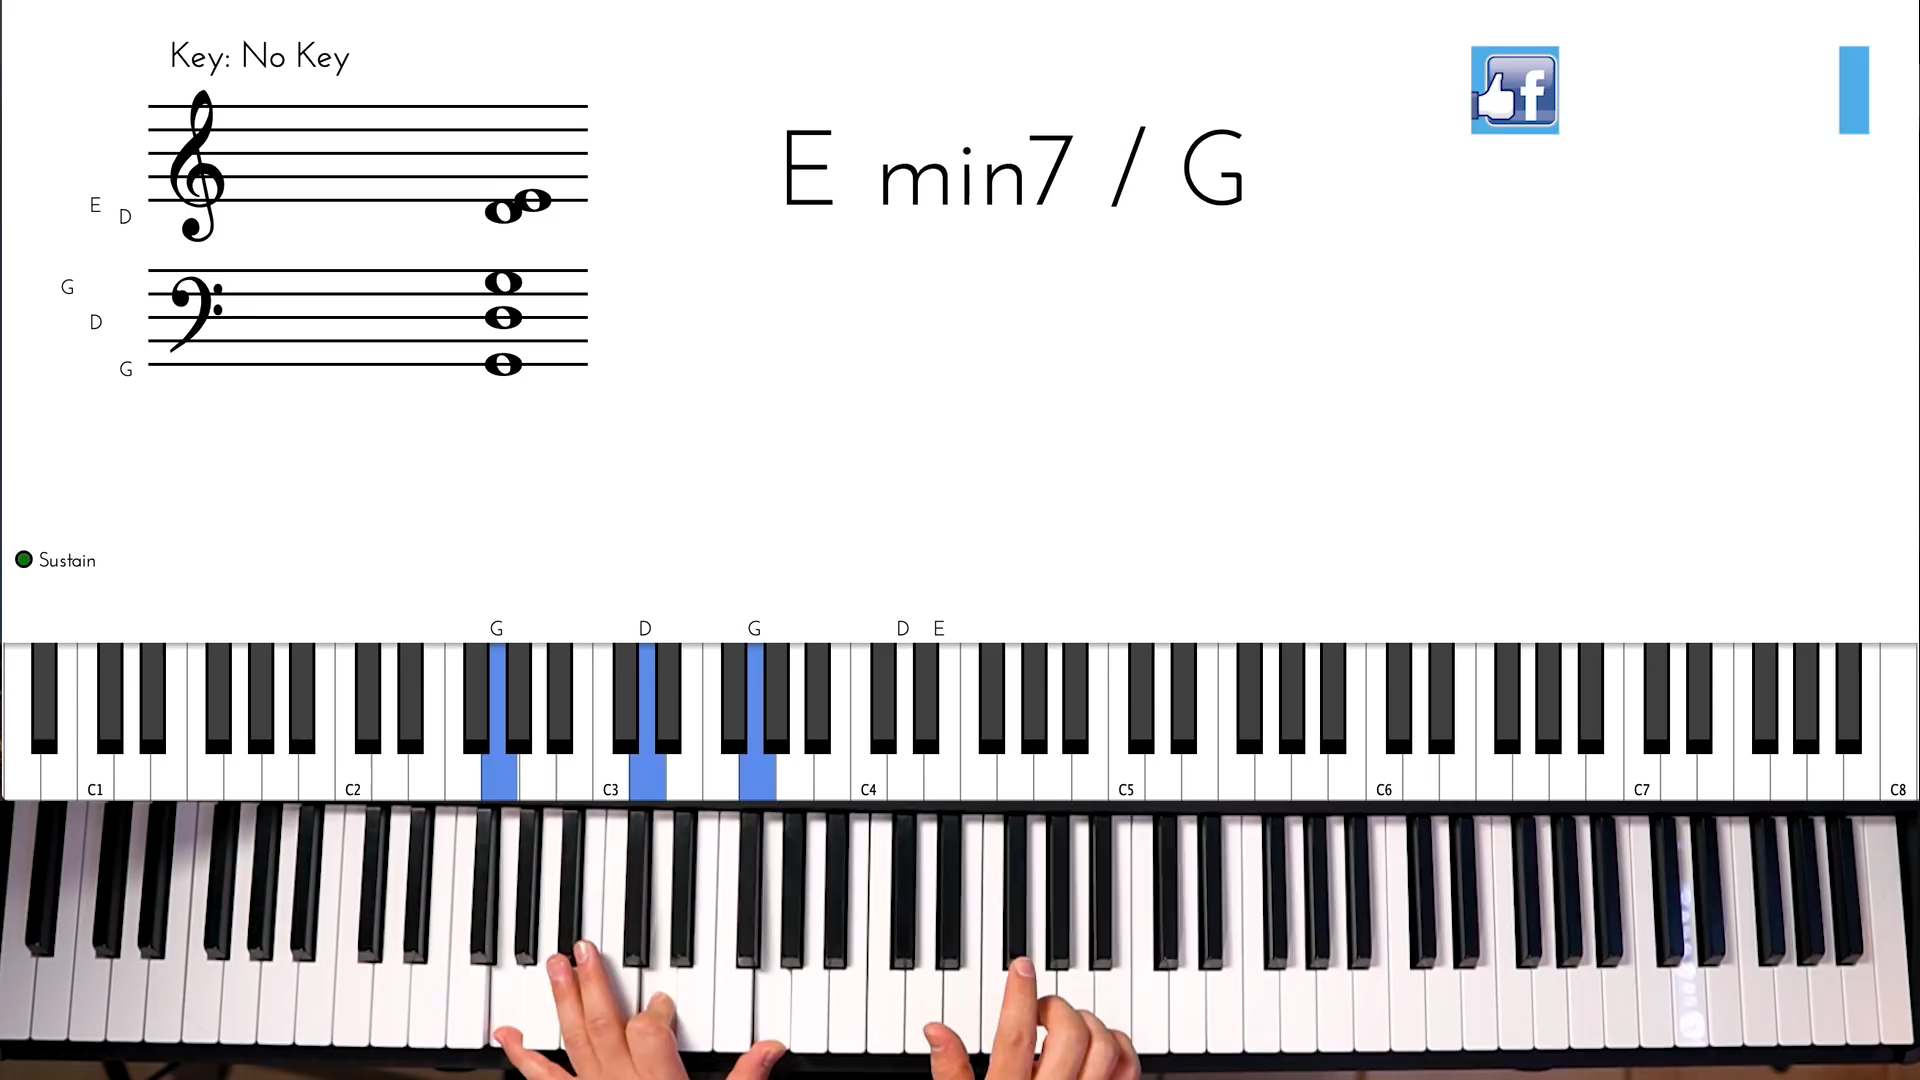 Key: No Key
f
E min7 / G
E
D
G
D
G
Sustain
G D G D E
C1 C2 C3 C4 C5 C6 C7 C8